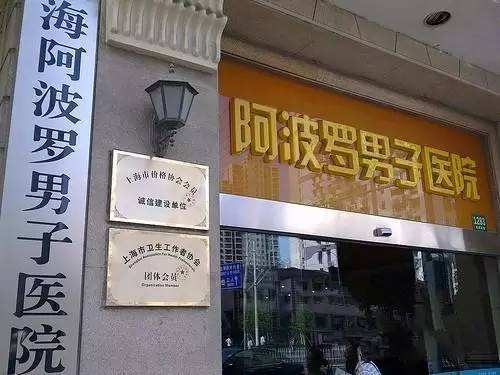 海阿波罗男子医院
阿波罗男子医院
1293
上海市价格协会会员
诚信建设单位
上海市卫生工作者协会
团体会员
Organization Member